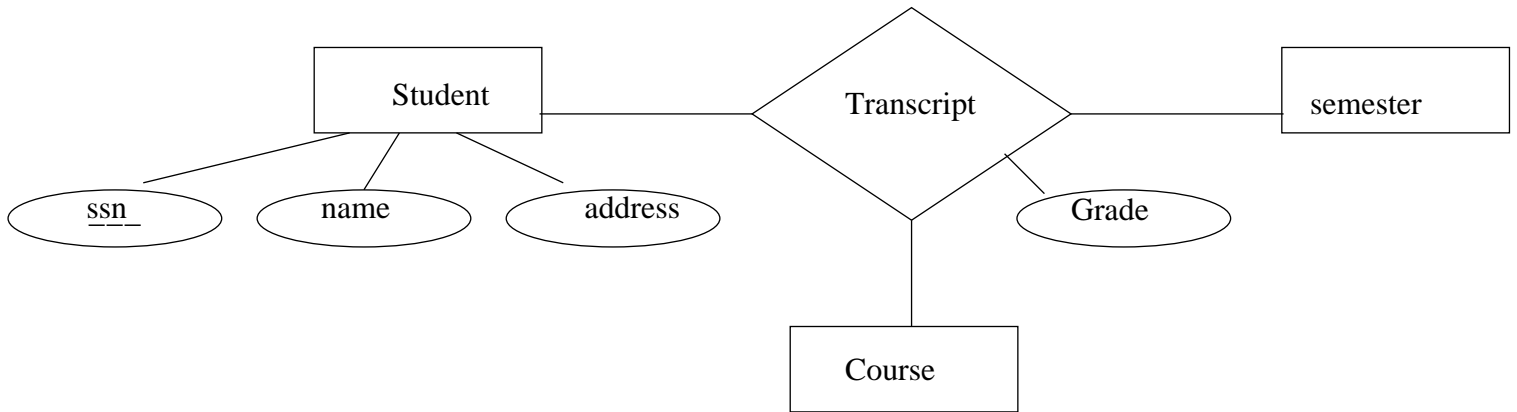 Student
Transcript
semester
ssn
name
address
Grade
Course